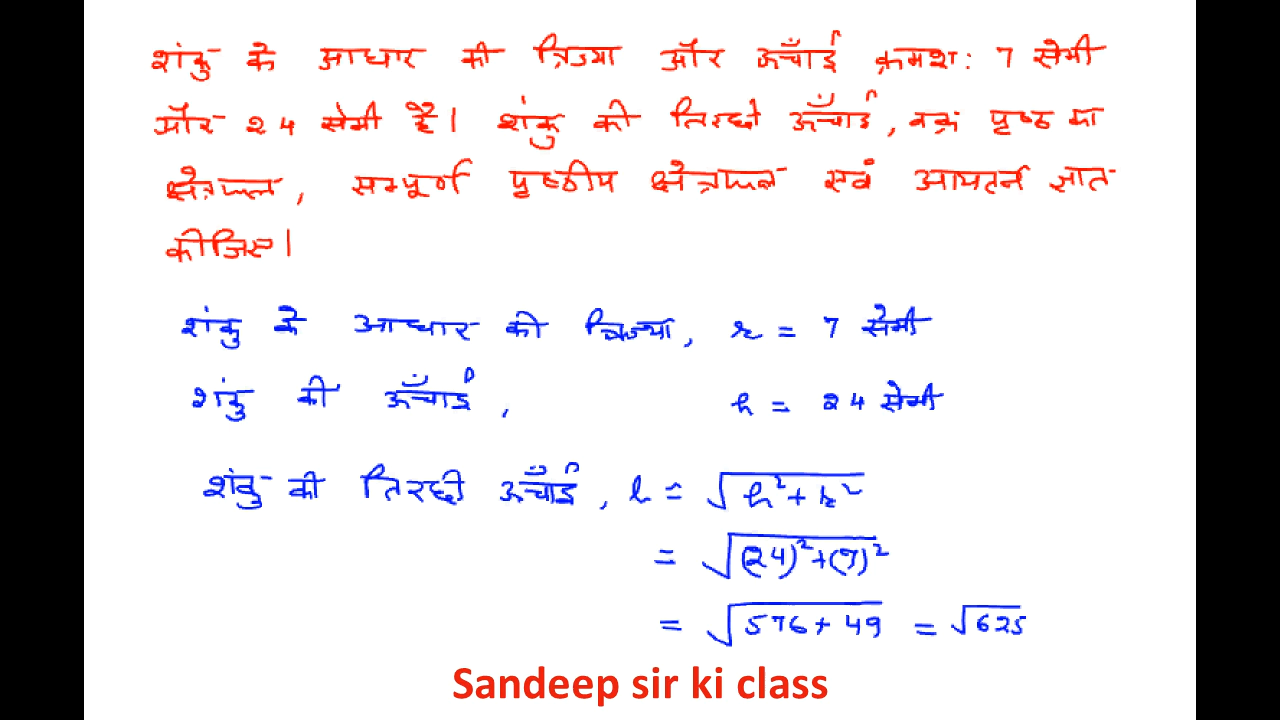 शंकु के आधार की त्रिज्या और ऊँचाई क्रमश: 7 सेमी
और 24 सेमी है। शंकु की तिरछी ऊँचाई, वक्र पृष्ठ का
क्षेत्रफल, सम्पूर्ण पृष्ठीय क्षेत्रफल एवं आयतन ज्ञात
कीजिए।
शंकु के आधार की त्रिज्या, r = 7 सेमी
शंकु की ऊँचाई, h = 24 सेमी
शंकु की तिरछी ऊँचाई, l = √(h²+r²)
= √((24)²+(7)²)
= √(576+49) = √625
Sandeep sir ki class